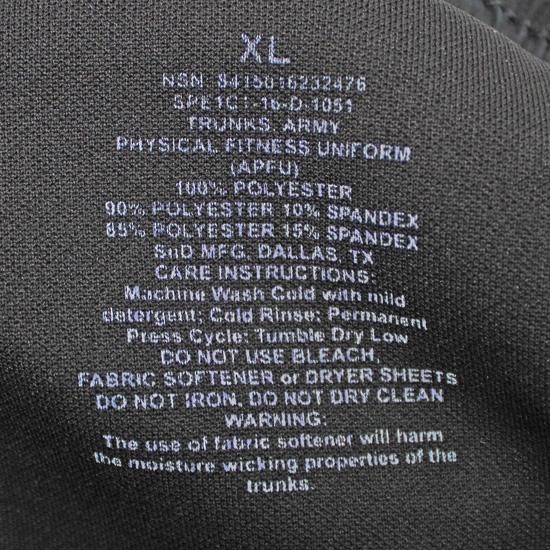 XL
NSN 8415016232476
SPE1C1-16-D-1051
TRUNKS, ARMY
PHYSICAL FITNESS UNIFORM
(APFU)
100% POLYESTER
90% POLYESTER 10% SPANDEX
85% POLYESTER 15% SPANDEX
SnD MFG. DALLAS, TX
CARE INSTRUCTIONS:
Machine Wash Cold with mild
detergent; Cold Rinse; Permanent
Press Cycle; Tumble Dry Low
DO NOT USE BLEACH,
FABRIC SOFTENER or DRYER SHEETS
DO NOT IRON. DO NOT DRY CLEAN
WARNING:
The use of fabric softener will harm
the moisture wicking properties of the
trunks.